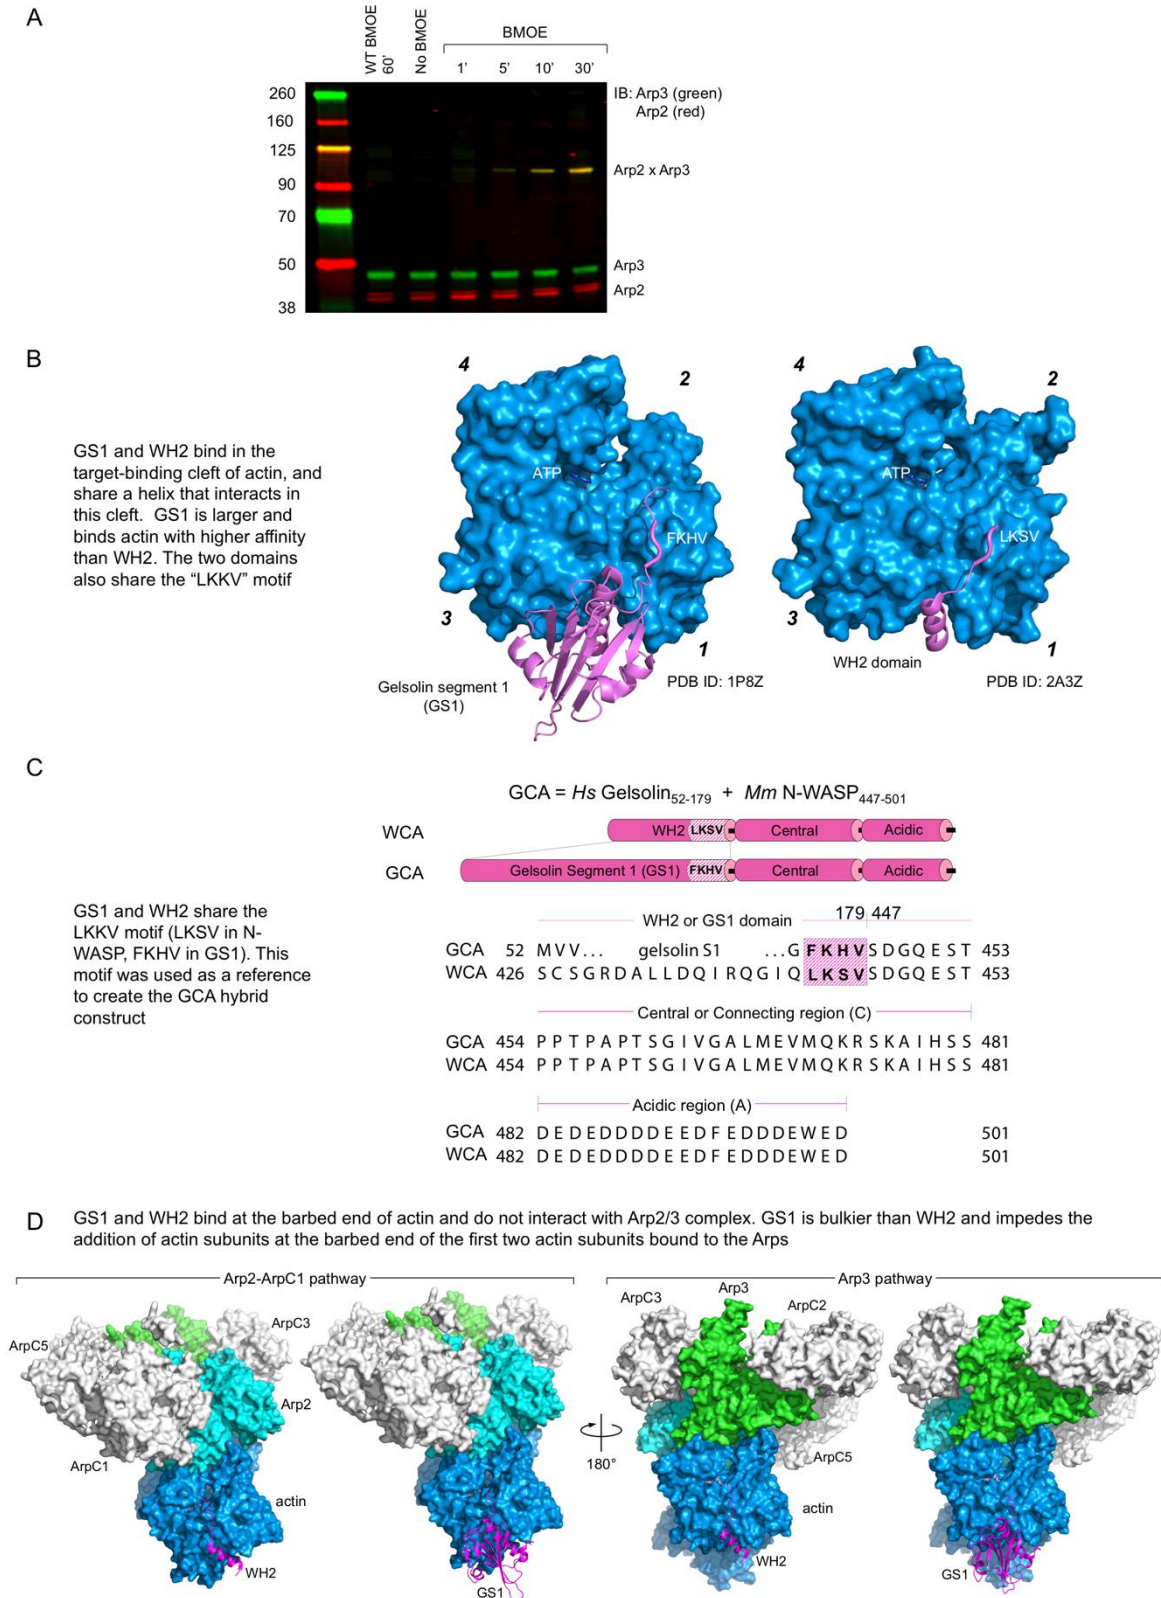 A
WT BMOE
60’
No BMOE
BMOE
1’ 5’ 10’ 30’
260
160
125
90
70
50
38
IB: Arp3 (green)
Arp2 (red)
Arp2 x Arp3
Arp3
Arp2
B
GS1 and WH2 bind in the
target-binding cleft of actin, and
share a helix that interacts in
this cleft. GS1 is larger and
binds actin with higher affinity
than WH2. The two domains
also share the “LKKV” motif
4
2
ATP
FKHV
3
1
Gelsolin segment 1
(GS1)
PDB ID: 1P8Z
4
2
ATP
LKSV
3
1
WH2 domain
PDB ID: 2A3Z
C
GS1 and WH2 share the
LKKV motif (LKSV in N-
WASP, FKHV in GS1). This
motif was used as a reference
to create the GCA hybrid
construct
GCA = Hs Gelsolin52-179 + Mm N-WASP447-501
WCA WH2 LKSV Central Acidic
GCA Gelsolin Segment 1 (GS1) FKHV Central Acidic
WH2 or GS1 domain 179 447
GCA 52 M V V ... gelsolin S1 ... G F K H V S D G Q E S T 453
WCA 426 S C S G R D A L L D Q I R Q G I Q L K S V S D G Q E S T 453
Central or Connecting region (C)
GCA 454 P P T P A P T S G I V G A L M E V M Q K R S K A I H S S 481
WCA 454 P P T P A P T S G I V G A L M E V M Q K R S K A I H S S 481
Acidic region (A)
GCA 482 D E D E D D D D E E D F E D D D E W E D 501
WCA 482 D E D E D D D D E E D F E D D D E W E D 501
D
GS1 and WH2 bind at the barbed end of actin and do not interact with Arp2/3 complex. GS1 is bulkier than WH2 and impedes the
addition of actin subunits at the barbed end of the first two actin subunits bound to the Arps
Arp2-ArpC1 pathway
ArpC5
ArpC3
Arp2
ArpC1
actin
WH2
GS1
180°
Arp3 pathway
ArpC3
Arp3
ArpC2
ArpC5
actin
WH2
GS1